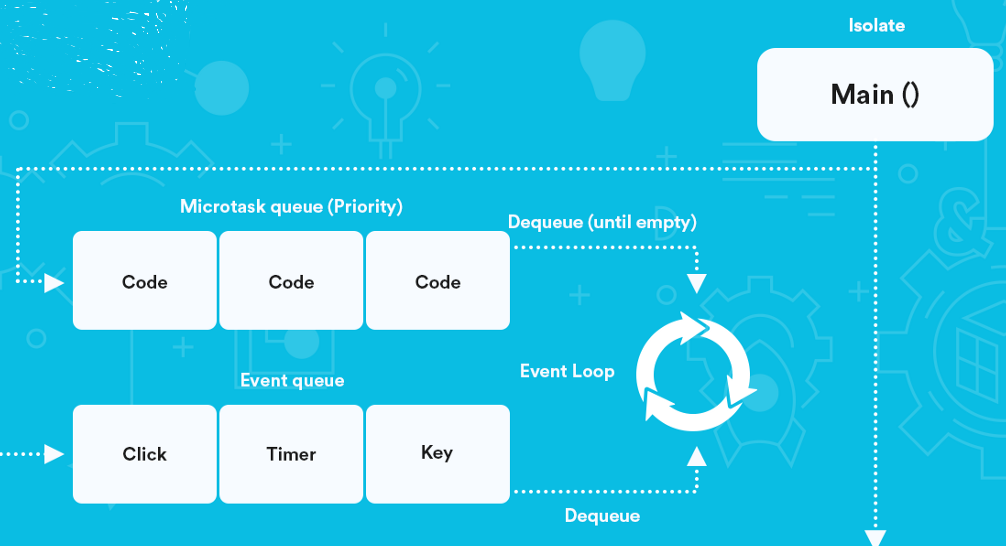 Isolate
Main ()
Microtask queue (Priority)
Dequeue (until empty)
Code
Code
Code
Event Loop
Event queue
Click
Timer
Key
Dequeue